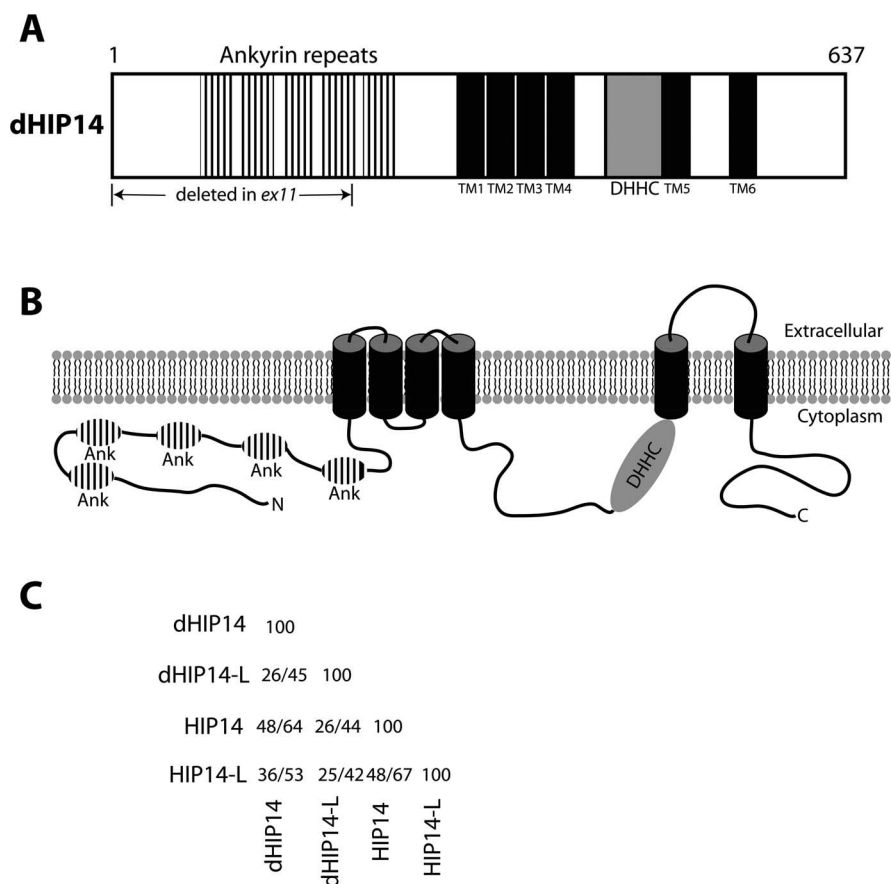 A
1 Ankyrin repeats 637
dHIP14
TM1 TM2 TM3 TM4 DHHC TM5 TM6
deleted in ex11
B
Extracellular
Cytoplasm
Ank Ank Ank Ank Ank
DHHC
N
C
C
dHIP14 100
dHIP14-L 26/45 100
HIP14 48/64 26/44 100
HIP14-L 36/53 25/42 48/67 100
dHIP14 dHIP14-L HIP14 HIP14-L